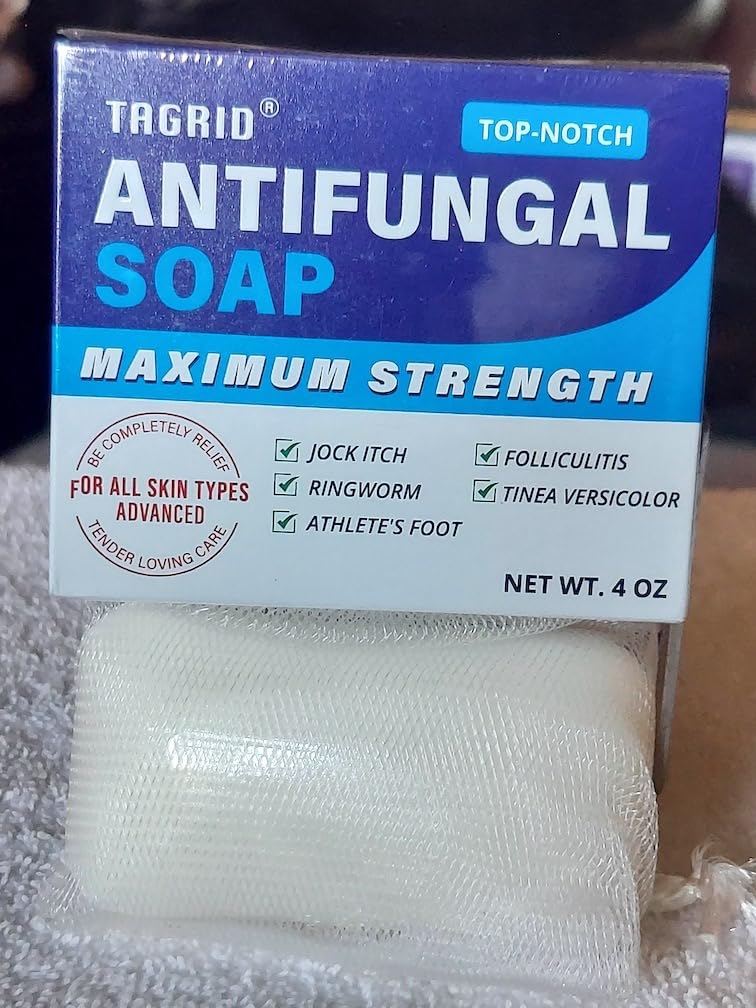 TAGRID®
TOP-NOTCH
ANTIFUNGAL
SOAP
MAXIMUM STRENGTH
BE COMPLETELY RELIEF
FOR ALL SKIN TYPES
ADVANCED
TENDER LOVING CARE
JOCK ITCH
RINGWORM
ATHLETE'S FOOT
FOLLICULITIS
TINEA VERSICOLOR
NET WT. 4 OZ